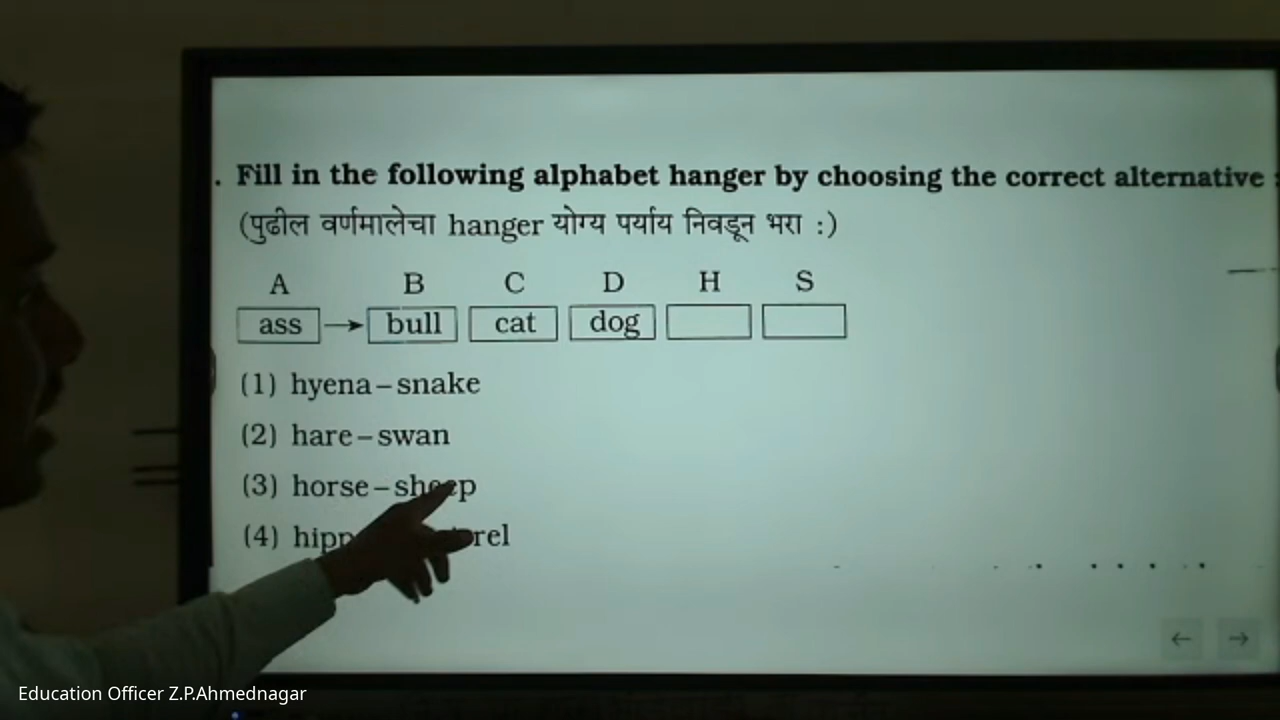 . Fill in the following alphabet hanger by choosing the correct alternative :
(पुढील वर्णमालेचा hanger योग्य पर्याय निवडून भरा :)
A B C D H S
ass → bull cat dog
(1) hyena – snake
(2) hare – swan
(3) horse – sheep
(4)
Education Officer Z.P.Ahmednagar